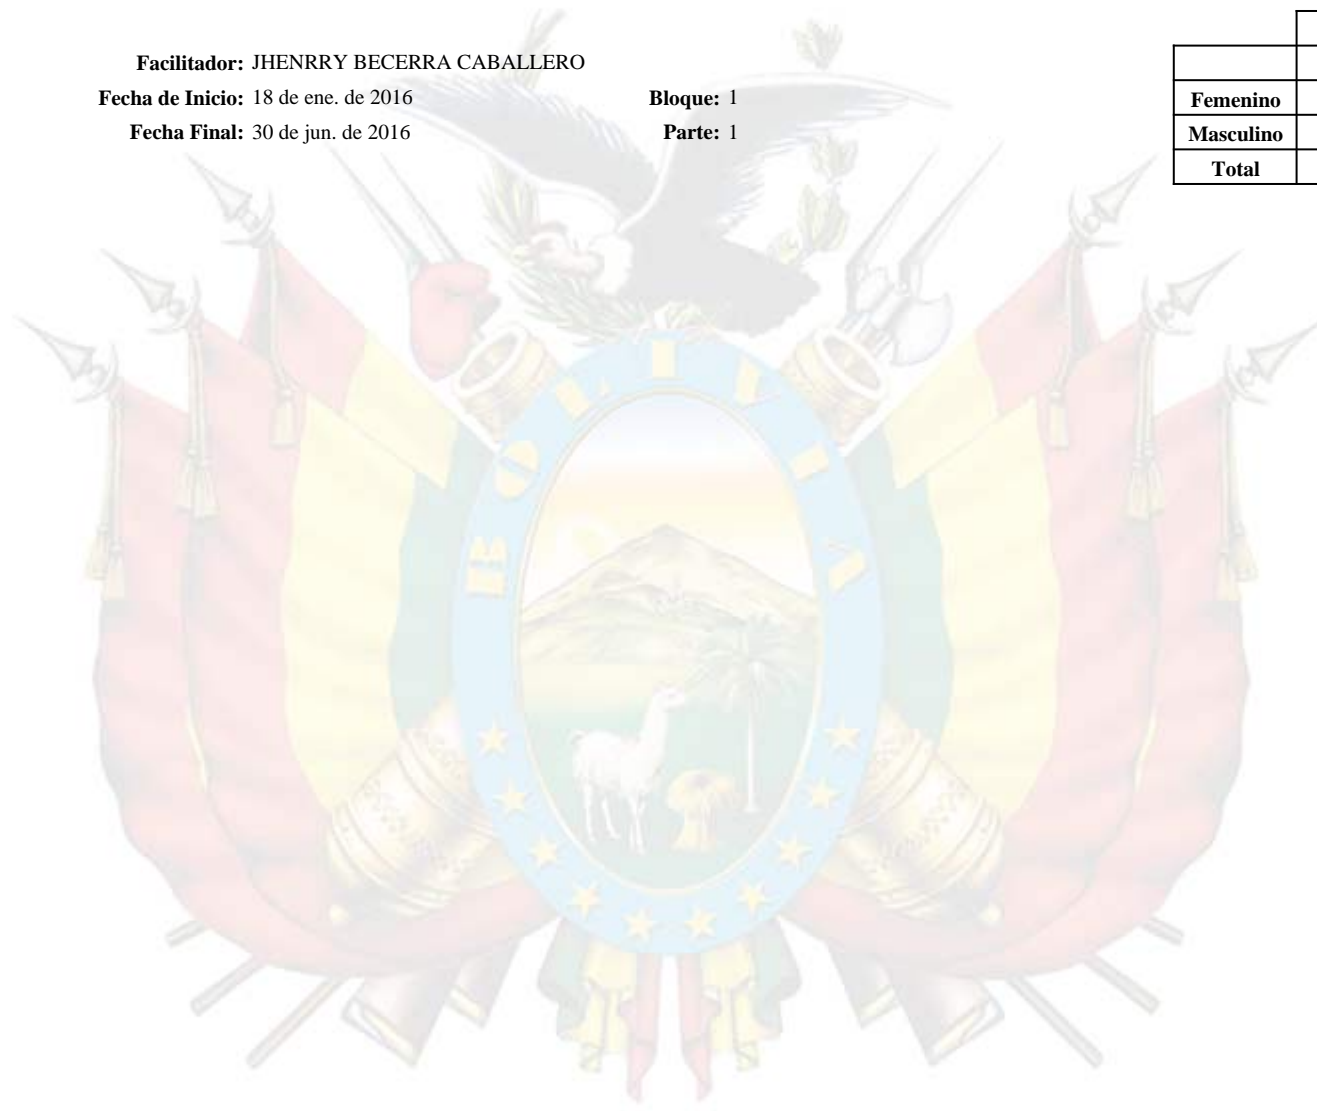 Facilitador: JHENRRY BECERRA CABALLERO
Fecha de Inicio: 18 de ene. de 2016 Bloque: 1
Fecha Final: 30 de jun. de 2016 Parte: 1
Femenino
Masculino
Total
BOLIVIA